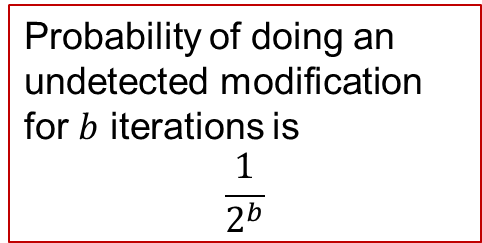 Probability of doing an
undetected modification
for b iterations is
1
2^b